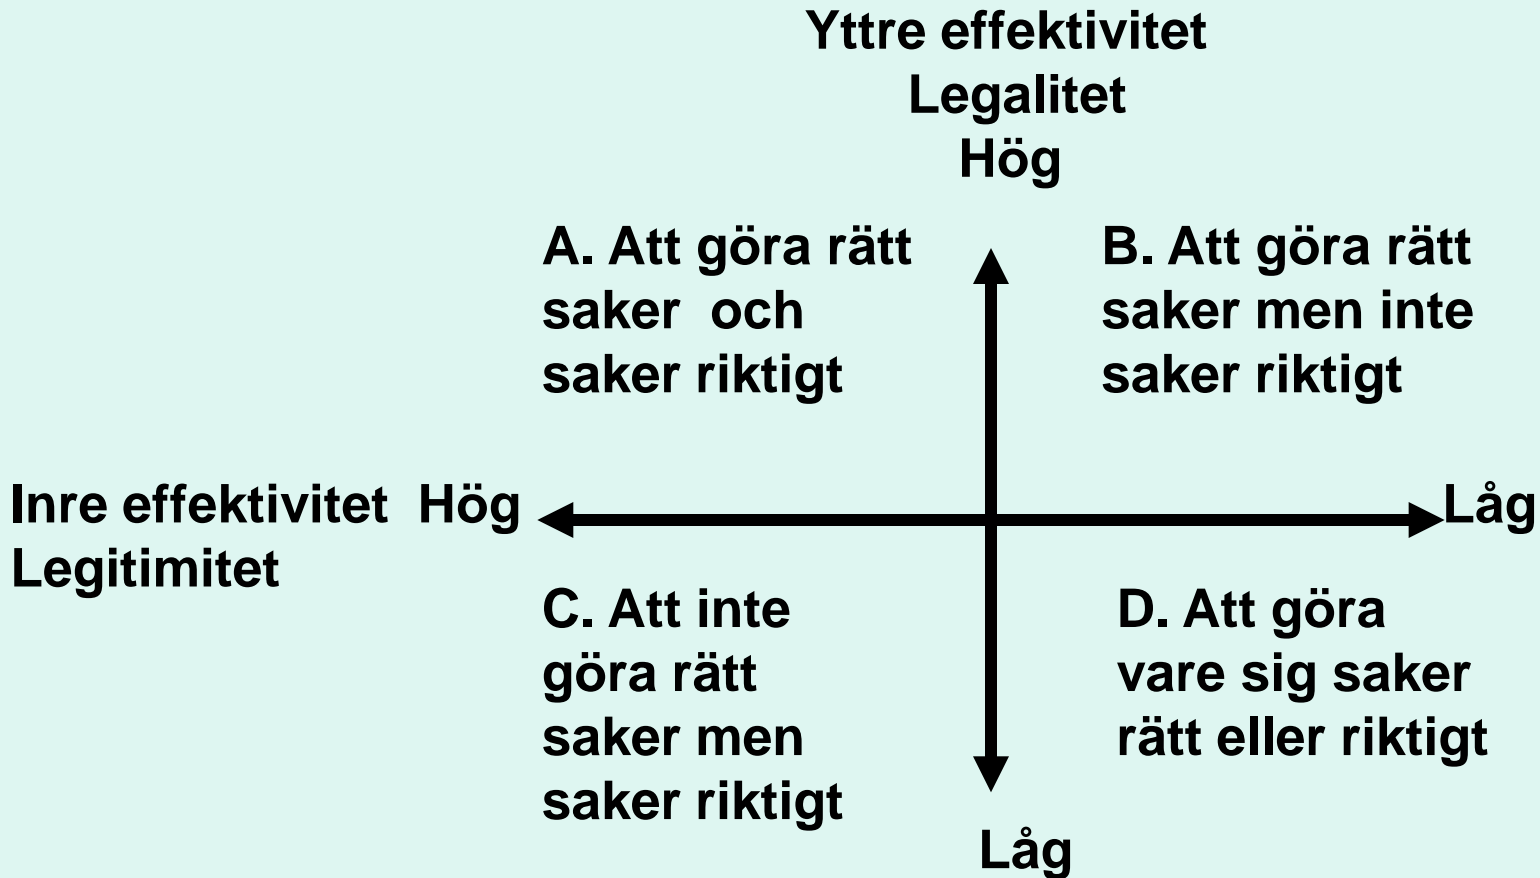 Yttre effektivitet
Legalitet
Hög
A. Att göra rätt
saker och
saker riktigt
B. Att göra rätt
saker men inte
saker riktigt
Inre effektivitet Hög
Legitimitet
Låg
C. Att inte
göra rätt
saker men
saker riktigt
D. Att göra
vare sig saker
rätt eller riktigt
Låg